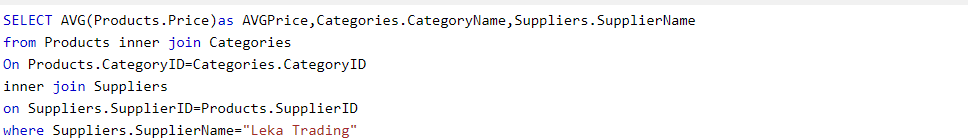 SELECT AVG(Products.Price)as AVGPrice,Categories.CategoryName,Suppliers.SupplierName
from Products inner join Categories
On Products.CategoryID=Categories.CategoryID
inner join Suppliers
on Suppliers.SupplierID=Products.SupplierID
where Suppliers.SupplierName="Leka Trading"